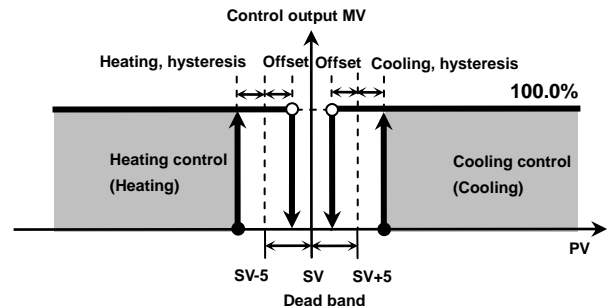 Control output MV
Heating, hysteresis Offset Offset Cooling, hysteresis
100.0%
Heating control
(Heating)
Cooling control
(Cooling)
PV
SV-5 SV SV+5
Dead band